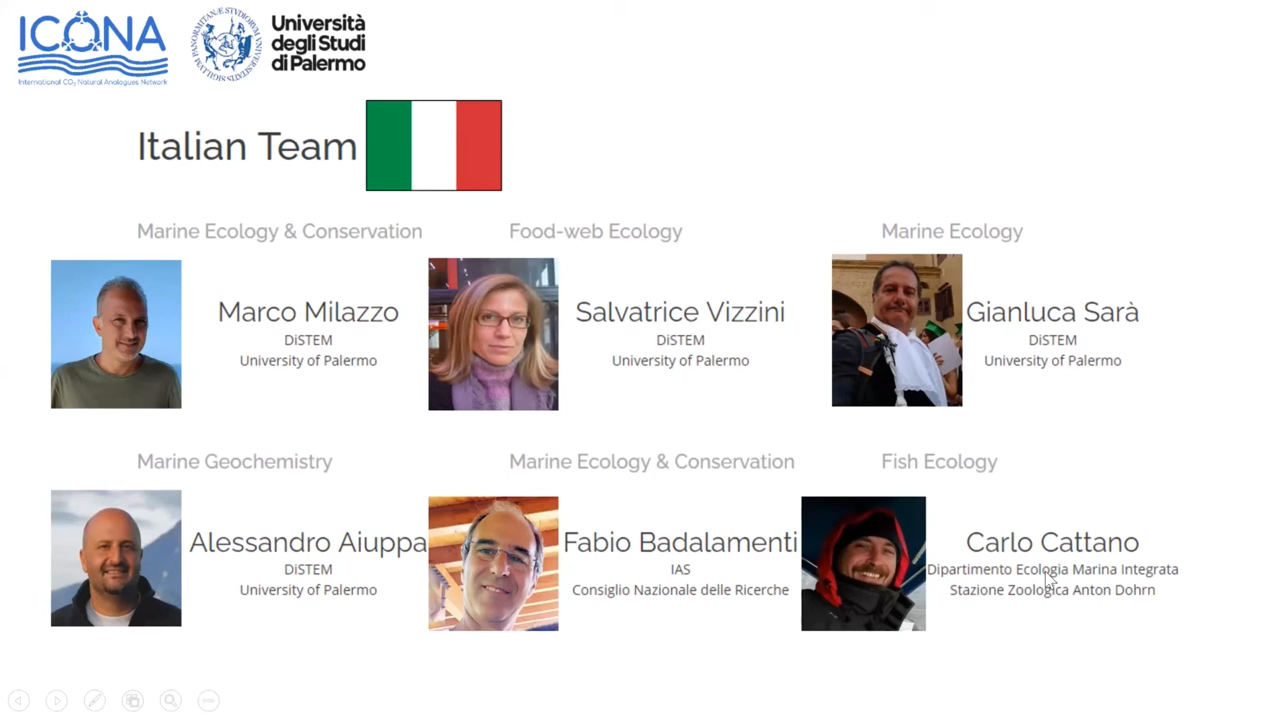 ICONA
International CO₂ Natural Analogues Network
Università
degli Studi
di Palermo
Italian Team
Marine Ecology & Conservation
Marco Milazzo
DiSTEM
University of Palermo
Food-web Ecology
Salvatrice Vizzini
DiSTEM
University of Palermo
Marine Ecology
Gianluca Sarà
DiSTEM
University of Palermo
Marine Geochemistry
Alessandro Aiuppa
DiSTEM
University of Palermo
Marine Ecology & Conservation
Fabio Badalamenti
IAS
Consiglio Nazionale delle Ricerche
Fish Ecology
Carlo Cattano
Dipartimento Ecologia Marina Integrata
Stazione Zoologica Anton Dohrn